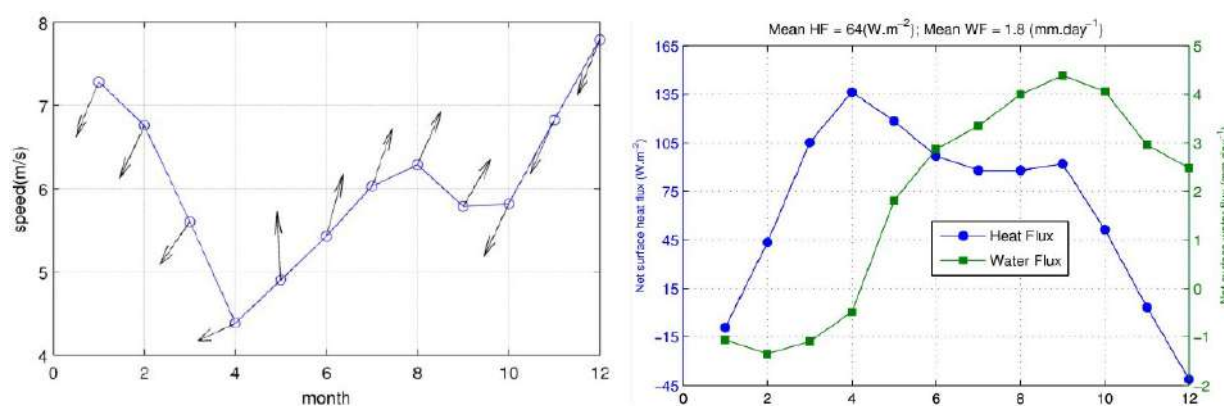 8
7
6
5
4
speed(m/s)
0 2 4 6 8 10 12
month
Mean HF = 64(W.m⁻²); Mean WF = 1.8 (mm.day⁻¹)
165
135
105
75
45
15
-15
-45
Net surface heat flux (W.m⁻²)
Heat Flux
Water Flux
5
4
3
2
1
0
-1
-2
Net
0 2 4 6 8 10 12